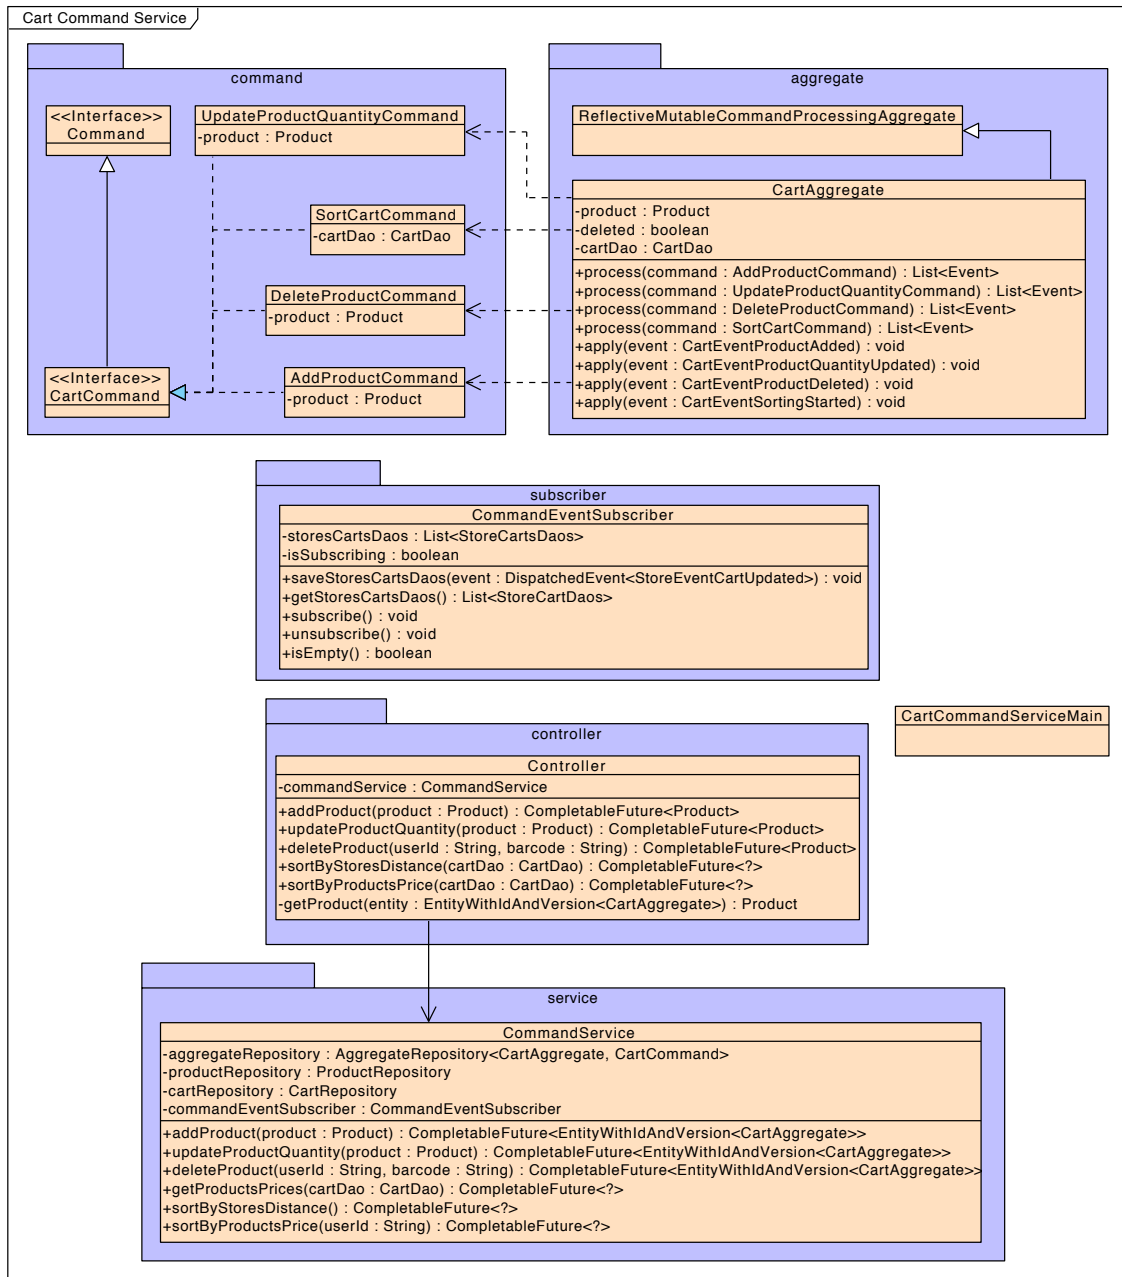 Cart Command Service
command
<<Interface>>
Command
UpdateProductQuantityCommand
-product : Product
SortCartCommand
-cartDao : CartDao
DeleteProductCommand
-product : Product
<<Interface>>
CartCommand
AddProductCommand
-product : Product
aggregate
ReflectiveMutableCommandProcessingAggregate
CartAggregate
-product : Product
-deleted : boolean
-cartDao : CartDao
+process(command : AddProductCommand) : List<Event>
+process(command : UpdateProductQuantityCommand) : List<Event>
+process(command : DeleteProductCommand) : List<Event>
+process(command : SortCartCommand) : List<Event>
+apply(event : CartEventProductAdded) : void
+apply(event : CartEventProductQuantityUpdated) : void
+apply(event : CartEventProductDeleted) : void
+apply(event : CartEventSortingStarted) : void
subscriber
CommandEventSubscriber
-storesCartsDaos : List<StoreCartsDaos>
-isSubscribing : boolean
+saveStoresCartsDaos(event : DispatchedEvent<StoreEventCartUpdated>) : void
+getStoresCartsDaos() : List<StoreCartDaos>
+subscribe() : void
+unsubscribe() : void
+isEmpty() : boolean
controller
Controller
-commandService : CommandService
+addProduct(product : Product) : CompletableFuture<Product>
+updateProductQuantity(product : Product) : CompletableFuture<Product>
+deleteProduct(userId : String, barcode : String) : CompletableFuture<Product>
+sortByStoresDistance(cartDao : CartDao) : CompletableFuture<?>
+sortByProductsPrice(cartDao : CartDao) : CompletableFuture<?>
-getProduct(entity : EntityWithIdAndVersion<CartAggregate>) : Product
CartCommandServiceMain
service
CommandService
-aggregateRepository : AggregateRepository<CartAggregate, CartCommand>
-productRepository : ProductRepository
-cartRepository : CartRepository
-commandEventSubscriber : CommandEventSubscriber
+addProduct(product : Product) : CompletableFuture<EntityWithIdAndVersion<CartAggregate>>
+updateProductQuantity(product : Product) : CompletableFuture<EntityWithIdAndVersion<CartAggregate>>
+deleteProduct(userId : String, barcode : String) : CompletableFuture<EntityWithIdAndVersion<CartAggregate>>
+getProductsPrices(cartDao : CartDao) : CompletableFuture<?>
+sortByStoresDistance() : CompletableFuture<?>
+sortByProductsPrice(userId : String) : CompletableFuture<?>